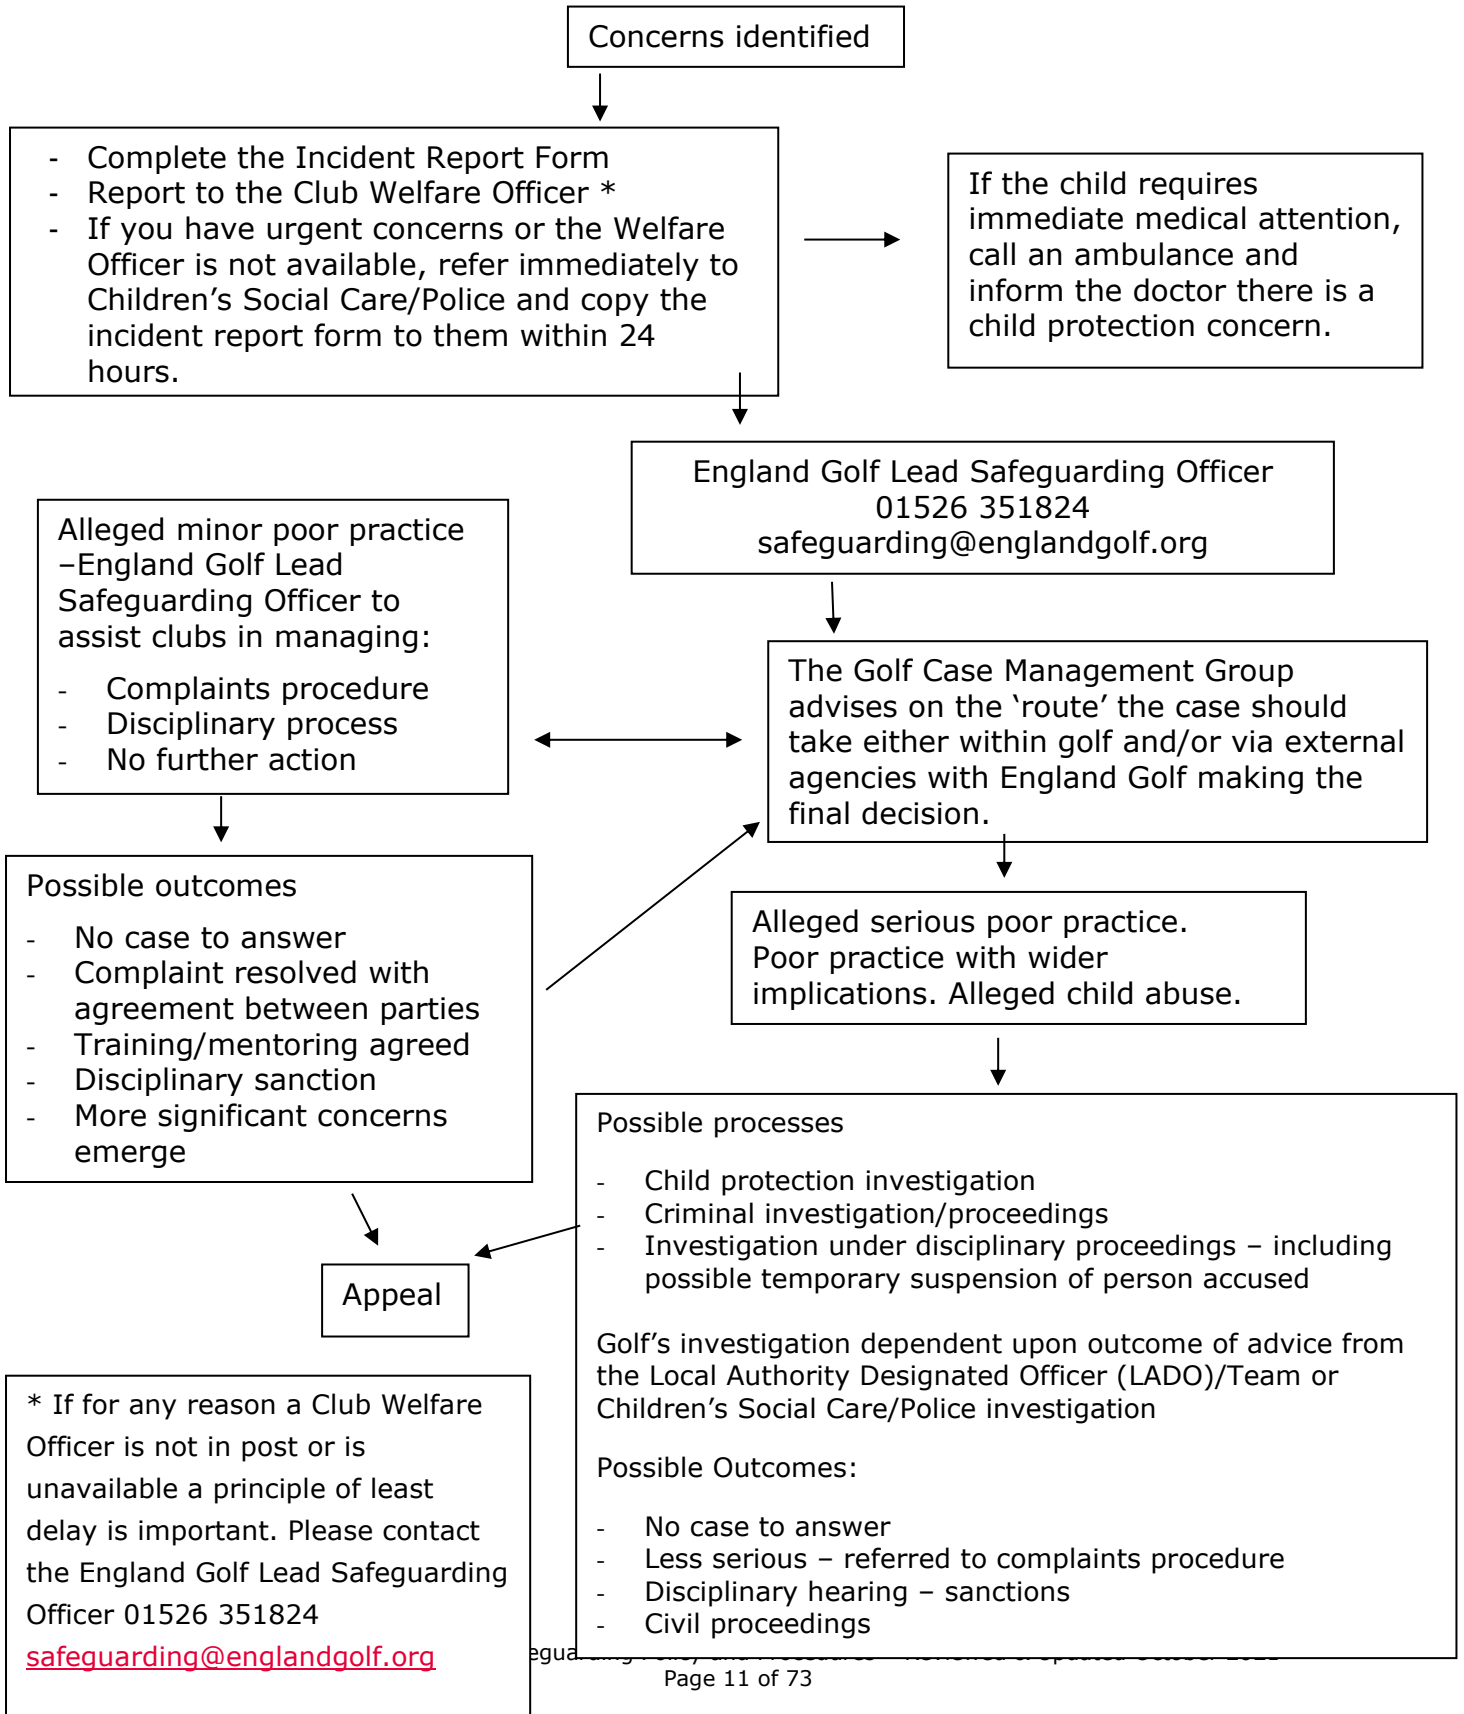 Concerns identified
- Complete the Incident Report Form
- Report to the Club Welfare Officer *
- If you have urgent concerns or the Welfare
Officer is not available, refer immediately to
Children’s Social Care/Police and copy the
incident report form to them within 24
hours.
If the child requires
immediate medical attention,
call an ambulance and
inform the doctor there is a
child protection concern.
England Golf Lead Safeguarding Officer
01526 351824
safeguarding@englandgolf.org
Alleged minor poor practice
–England Golf Lead
Safeguarding Officer to
assist clubs in managing:
- Complaints procedure
- Disciplinary process
- No further action
The Golf Case Management Group
advises on the ‘route’ the case should
take either within golf and/or via external
agencies with England Golf making the
final decision.
Possible outcomes
- No case to answer
- Complaint resolved with
agreement between parties
- Training/mentoring agreed
- Disciplinary sanction
- More significant concerns
emerge
Alleged serious poor practice.
Poor practice with wider
implications. Alleged child abuse.
Possible processes
- Child protection investigation
- Criminal investigation/proceedings
- Investigation under disciplinary proceedings – including
possible temporary suspension of person accused
Golf’s investigation dependent upon outcome of advice from
the Local Authority Designated Officer (LADO)/Team or
Children’s Social Care/Police investigation
Possible Outcomes:
- No case to answer
- Less serious – referred to complaints procedure
- Disciplinary hearing – sanctions
- Civil proceedings
Appeal
* If for any reason a Club Welfare
Officer is not in post or is
unavailable a principle of least
delay is important. Please contact
the England Golf Lead Safeguarding
Officer 01526 351824
safeguarding@englandgolf.org
Page 11 of 73